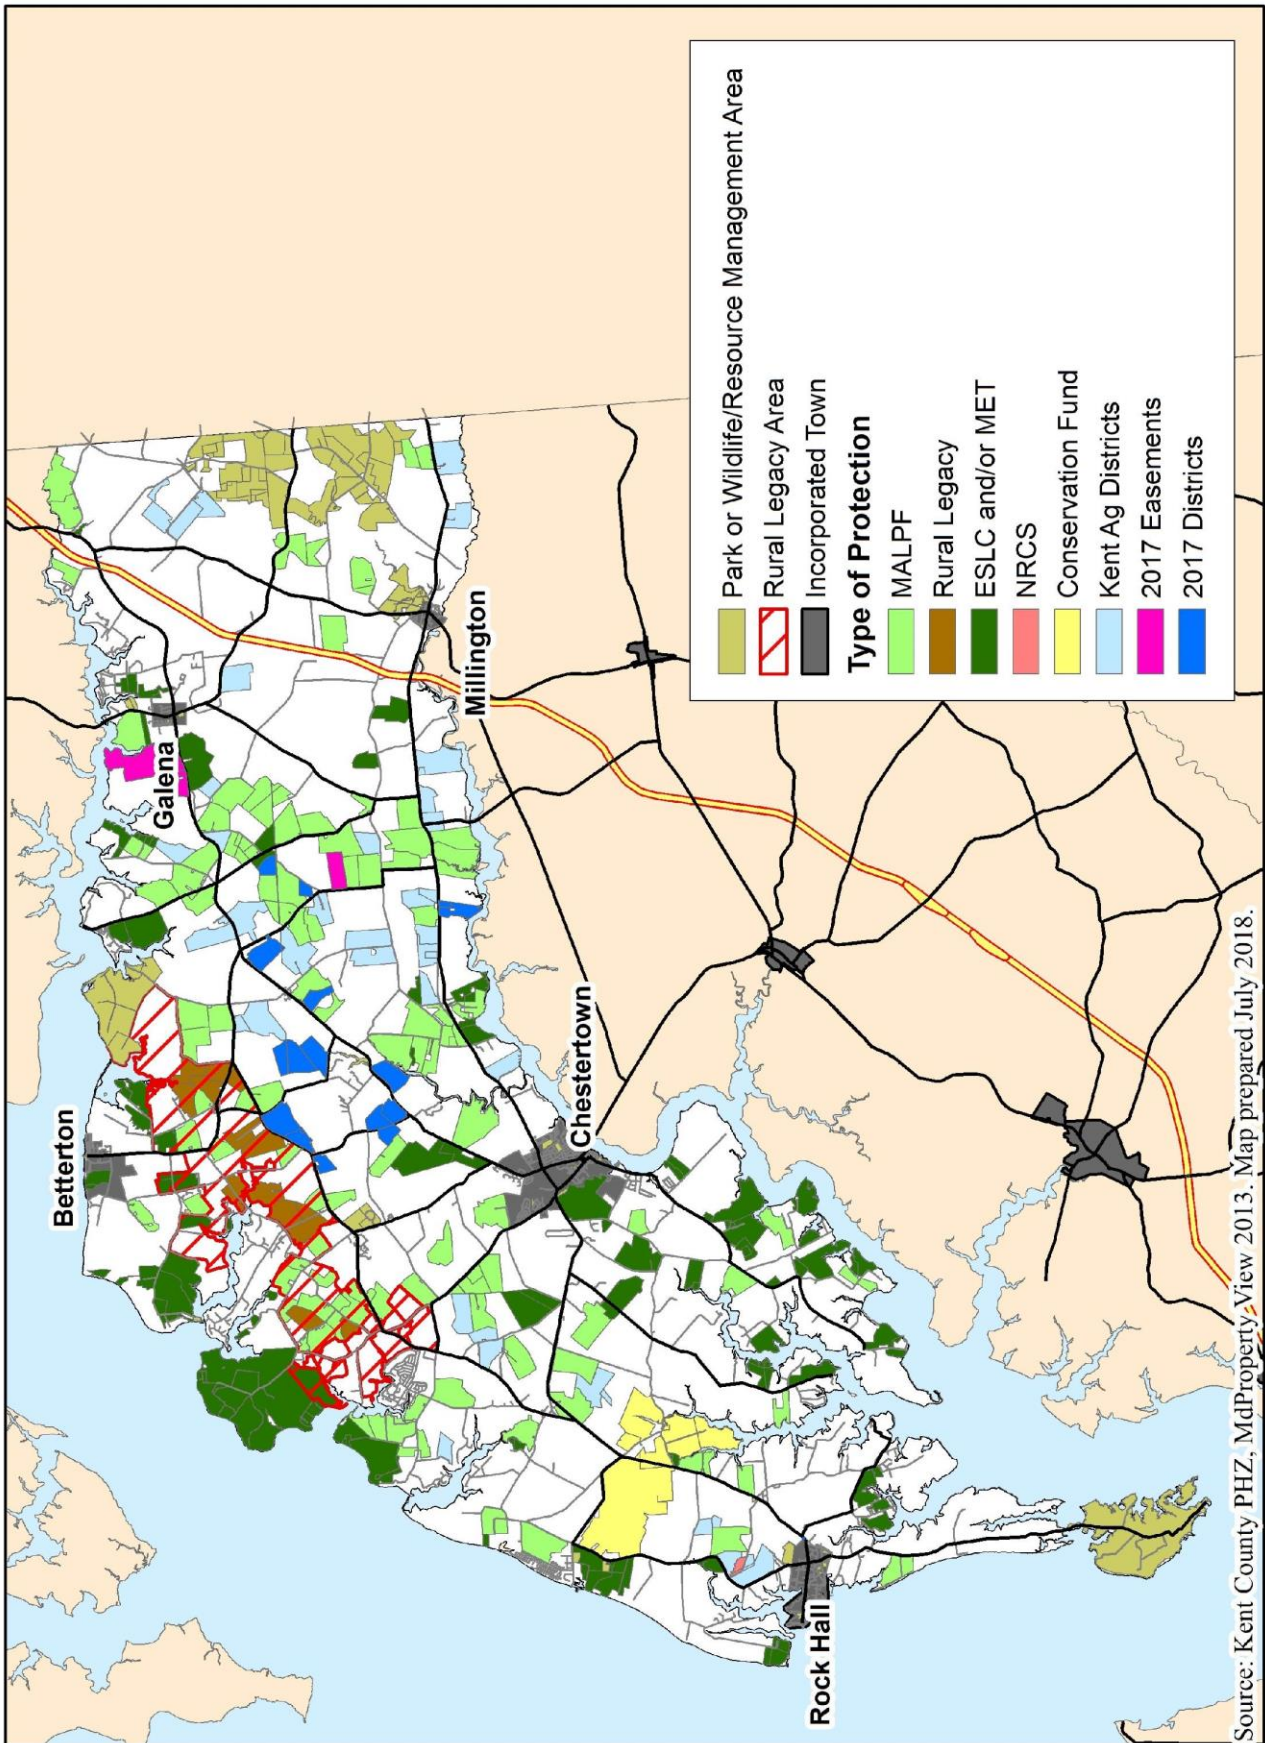 Betterton
Galena
Millington
Chestertown
Rock Hall
Park or Wildlife/Resource Management Area
Rural Legacy Area
Incorporated Town
Type of Protection
MALPF
Rural Legacy
ESLC and/or MET
NRCS
Conservation Fund
Kent Ag Districts
2017 Easements
2017 Districts
Source: Kent County PHZ, MdProperty View 2013. Map prepared July 2018.